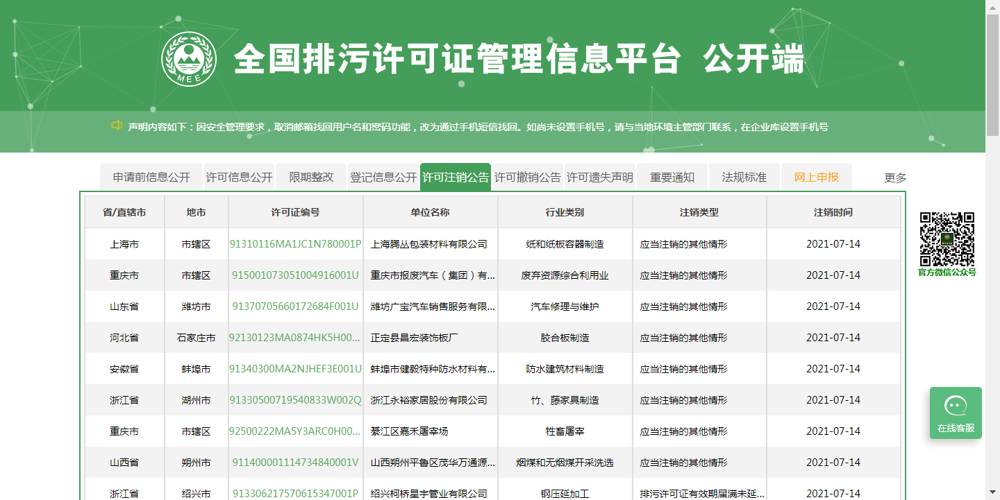 全国排污许可证管理信息平台 公开端
MEE
声明内容如下：因安全管理要求，取消邮箱找回用户名和密码功能，改为通过手机短信找回。如尚未设置手机号，请与当地环境主管部门联系，在企业库设置手机号
申请前信息公开 许可信息公开 限期整改 登记信息公开 许可注销公告 许可撤销公告 许可遗失声明 重要通知 法规标准 网上申报 更多
省/直辖市 地市 许可证编号 单位名称 行业类别 注销类型 注销时间
上海市 市辖区 91310116MA1JC1N780001P 上海腾丛包装材料有限公司 纸和纸板容器制造 应当注销的其他情形 2021-07-14
重庆市 市辖区 915001073051004916001U 重庆市报废汽车（集团）有... 废弃资源综合利用业 应当注销的其他情形 2021-07-14
山东省 潍坊市 91370705660172684F001U 潍坊广宝汽车销售服务有限... 汽车修理与维护 应当注销的其他情形 2021-07-14
河北省 石家庄市 92130123MA0874HK5H00... 正定县昌宏装饰板厂 胶合板制造 应当注销的其他情形 2021-07-14
安徽省 蚌埠市 91340300MA2NJHEF3E001U 蚌埠市健毅特种防水材料有... 防水建筑材料制造 应当注销的其他情形 2021-07-14
浙江省 湖州市 91330500719540833W002Q 浙江永裕家居股份有限公司 竹、藤家具制造 应当注销的其他情形 2021-07-14
重庆市 市辖区 92500222MA5Y3ARC0H00... 綦江区嘉禾屠宰场 牲畜屠宰 应当注销的其他情形 2021-07-14
山西省 朔州市 911400001114734840001V 山西朔州平鲁区茂华万通源... 烟煤和无烟煤开采洗选 应当注销的其他情形 2021-07-14
浙江省 绍兴市 913306217570615347001P 绍兴柯桥星宇管业有限公司 钢压延加工 排污许可证有效期届满未延... 2021-07-14
官方微信公众号
在线客服